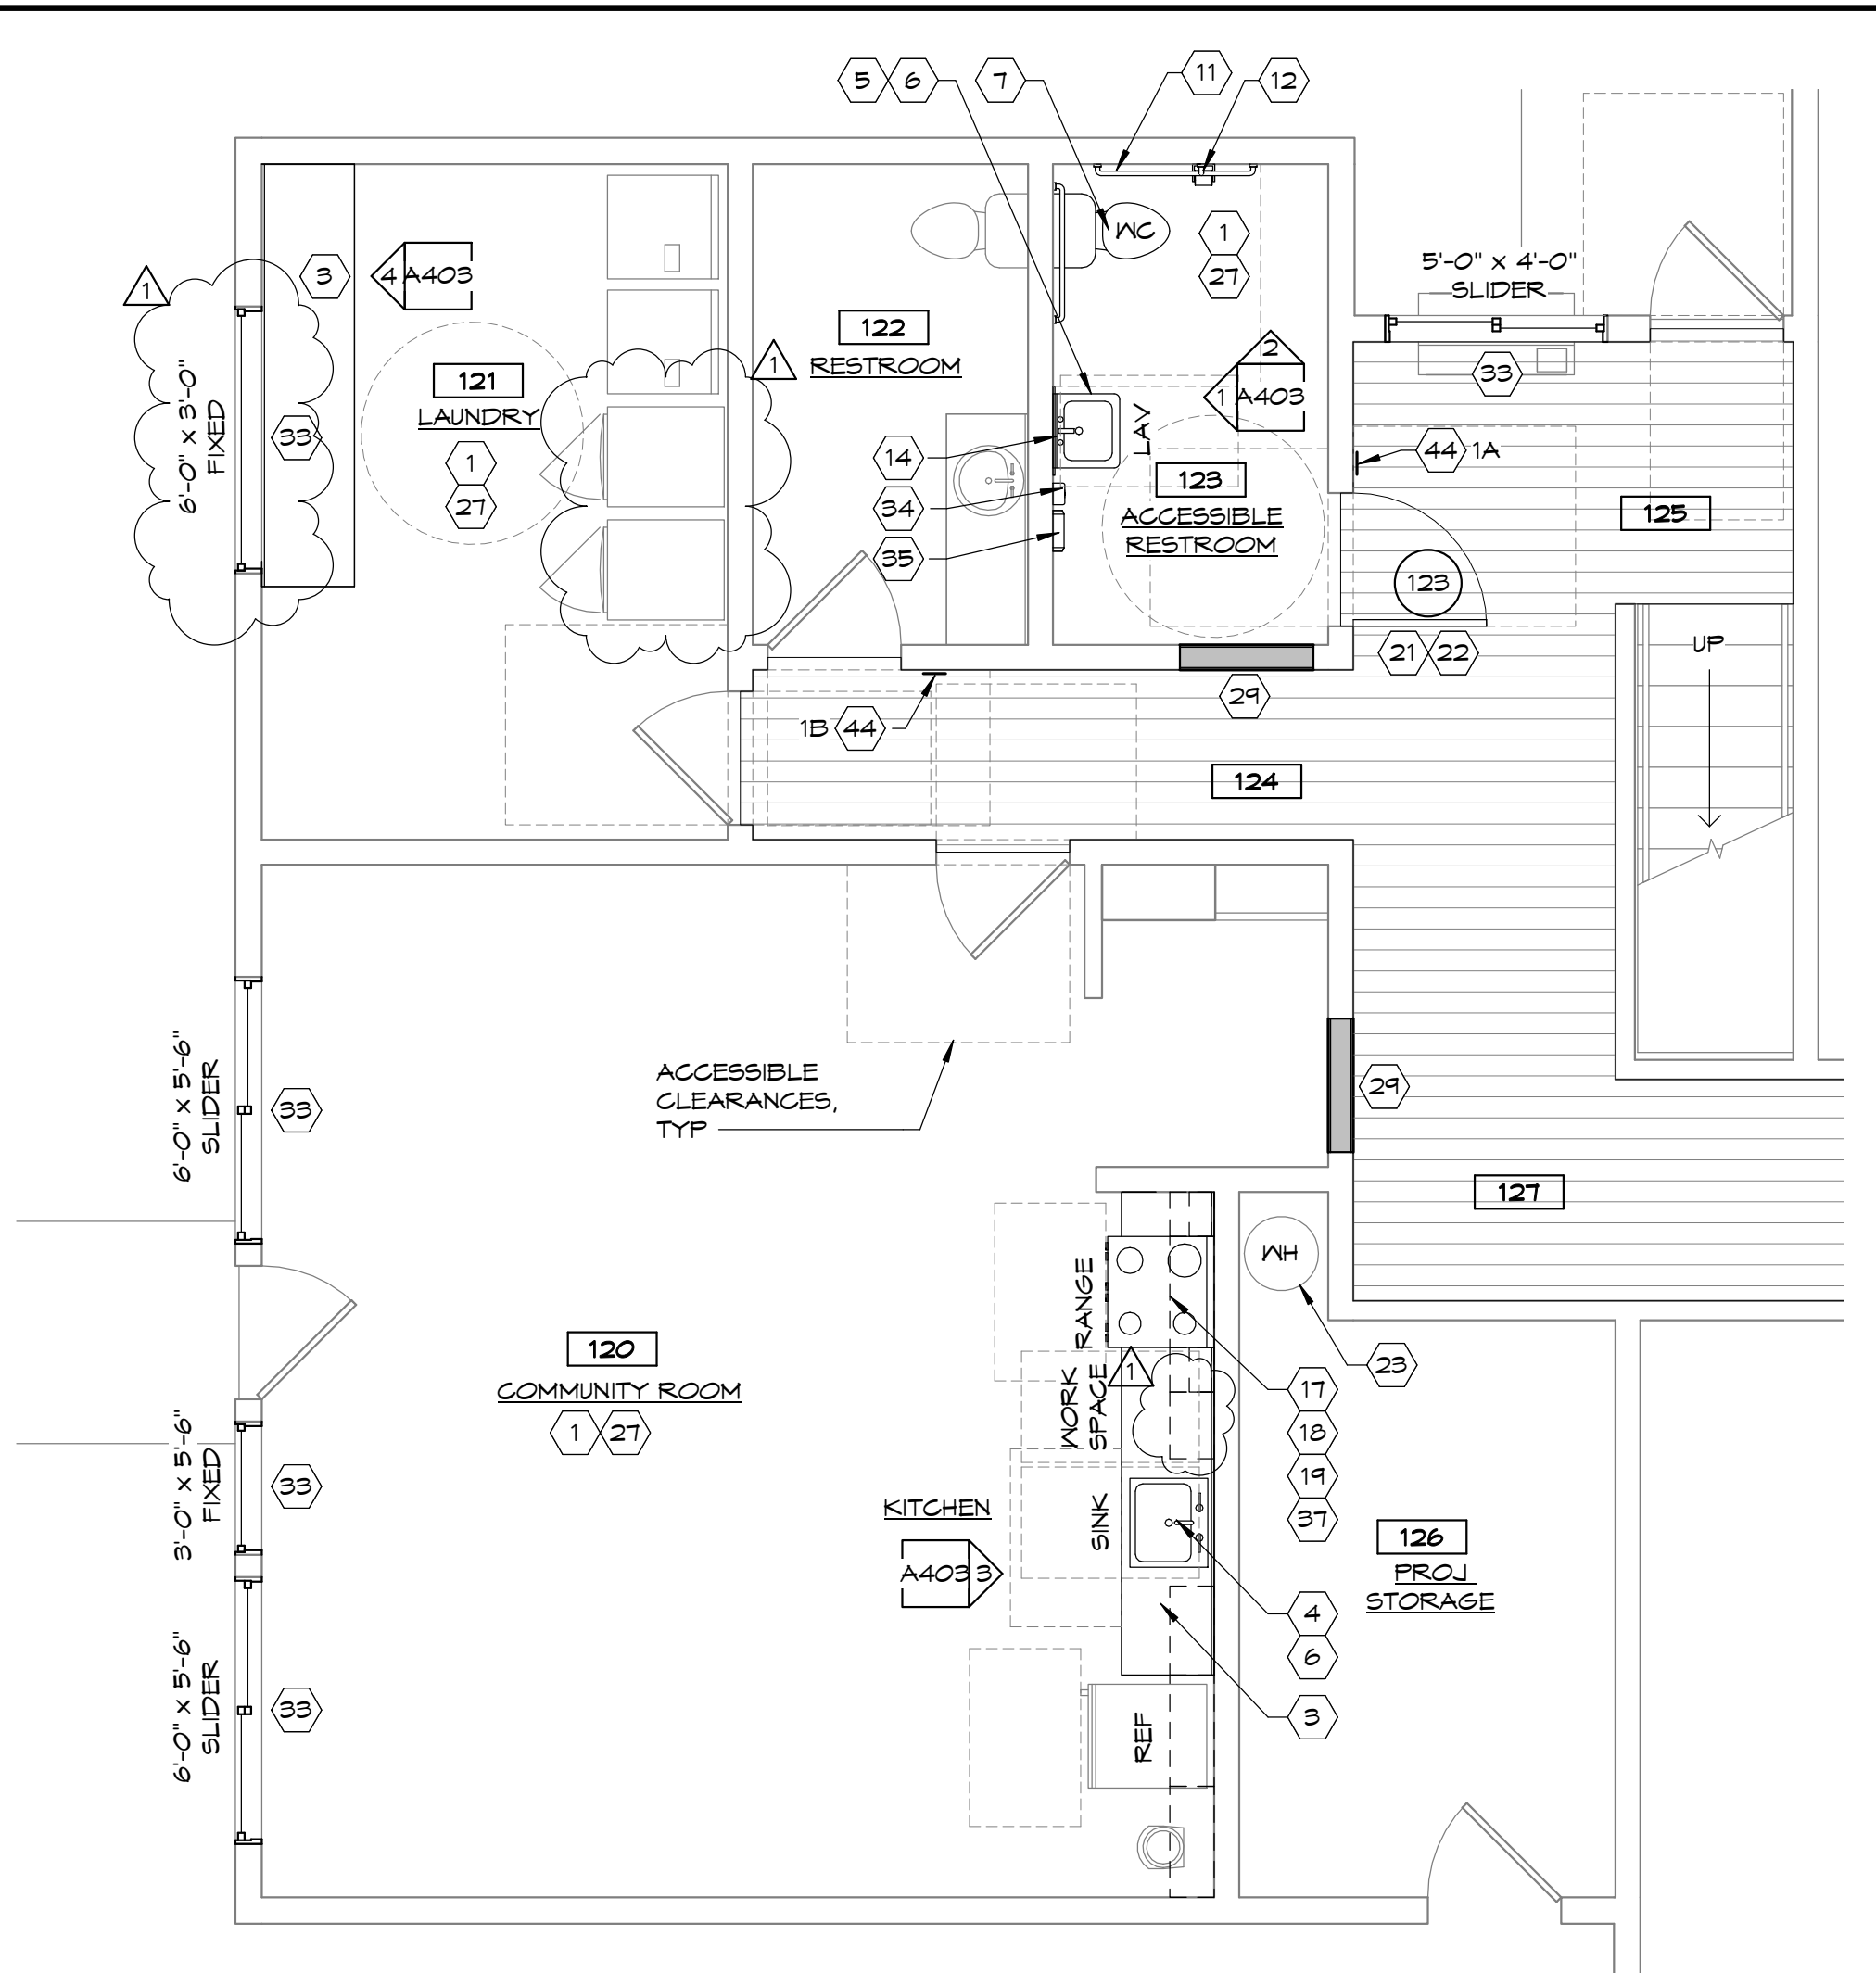 5 6 7 11 12
WC
1
27
5'-0" x 4'-0"
SLIDER
33
1
3
4 A403
6'-0" x 3'-0"
FIXED
33
121
LAUNDRY
1
27
1
122
RESTROOM
2
1 A403
LAV
14
34
35
123
ACCESSIBLE
RESTROOM
44 1A
125
123
21 22
UP
29
1B 44
124
6'-0" x 5'-6"
SLIDER
33
ACCESSIBLE
CLEARANCES,
TYP
29
127
WH
23
RANGE
WORK
SPACE
1
17
18
19
37
120
COMMUNITY ROOM
1 27
3'-0" x 5'-6"
FIXED
33
KITCHEN
A403 3
SINK
126
PROJ
STORAGE
4
6
3
6'-0" x 5'-6"
SLIDER
33
REF